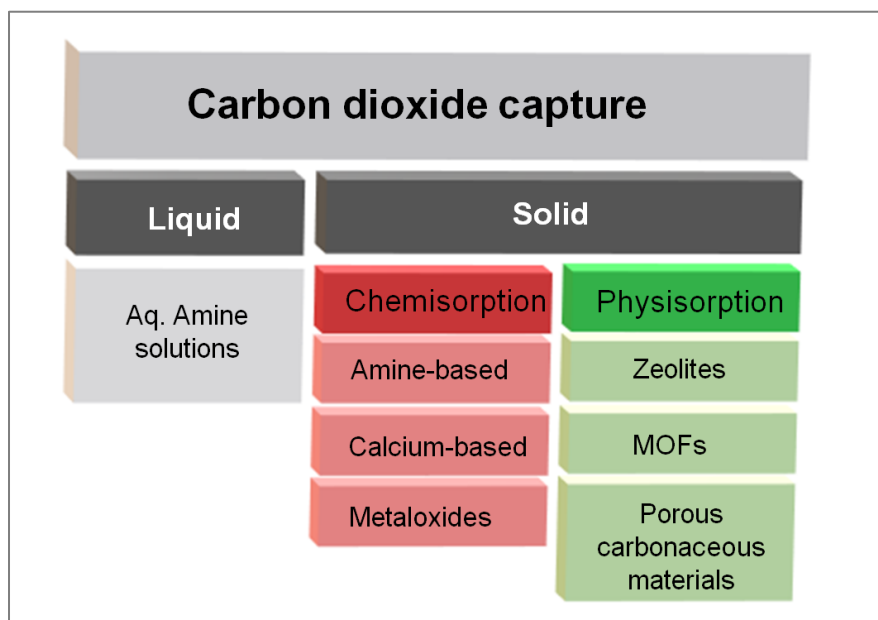 Carbon dioxide capture
Liquid
Solid
Aq. Amine
solutions
Chemisorption
Physisorption
Amine-based
Zeolites
Calcium-based
MOFs
Metaloxides
Porous
carbonaceous
materials